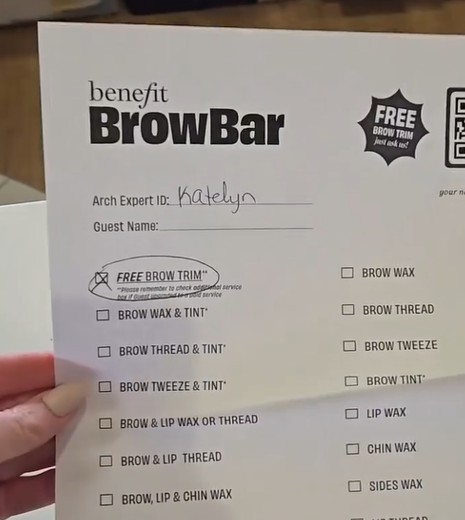 benefit
BrowBar
FREE
BROW TRIM
just ask us!
your n
Arch Expert ID: Katelyn
Guest Name:
FREE BROW TRIM**
**Please remember to check additional service
box if Guest upgraded to a paid service
BROW WAX & TINT*
BROW THREAD & TINT*
BROW TWEEZE & TINT*
BROW & LIP WAX OR THREAD
BROW & LIP THREAD
BROW, LIP & CHIN WAX
BROW WAX
BROW THREAD
BROW TWEEZE
BROW TINT*
LIP WAX
CHIN WAX
SIDES WAX